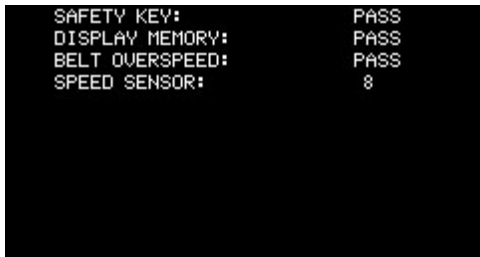 SAFETY KEY: PASS
DISPLAY MEMORY: PASS
BELT OVERSPEED: PASS
SPEED SENSOR: 8